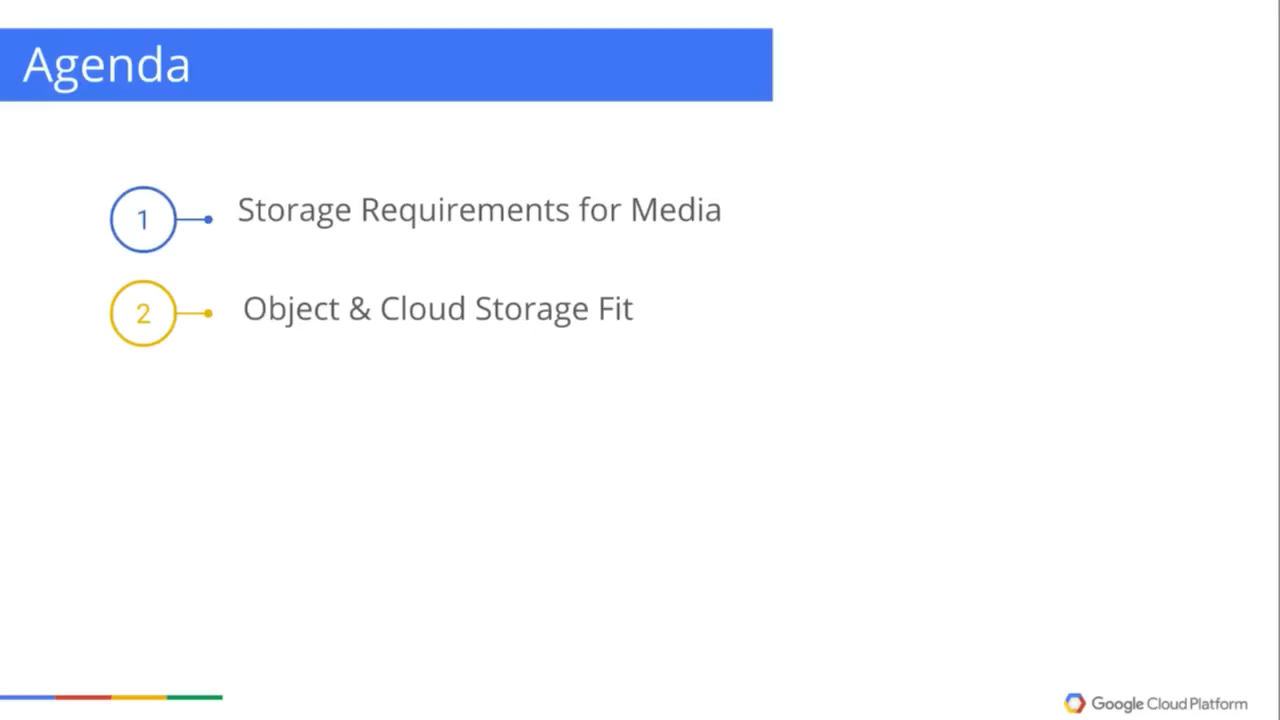 Agenda
1
Storage Requirements for Media
2
Object & Cloud Storage Fit
Google Cloud Platform